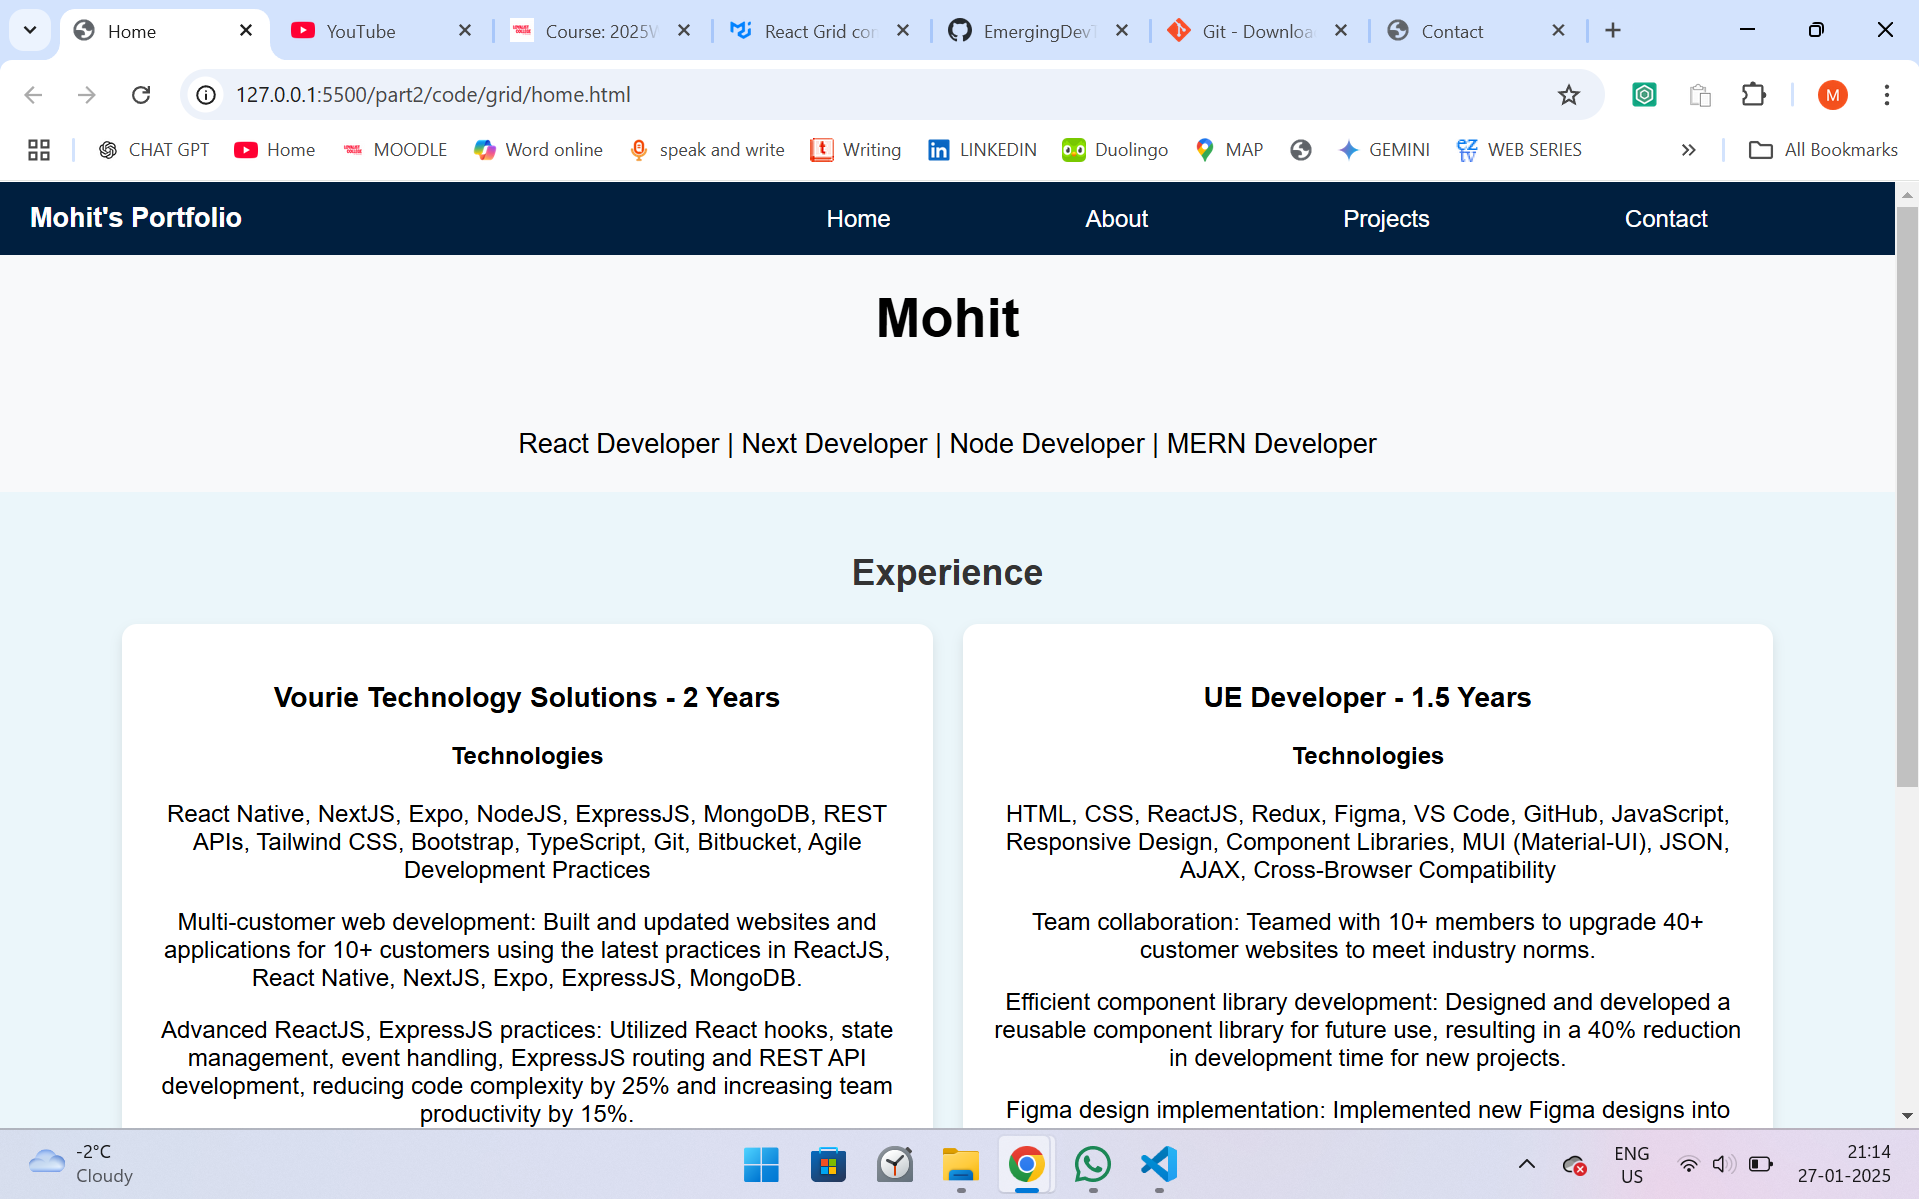 Home
YouTube
Course: 2025W
React Grid con
EmergingDevT
Git - Downloa
Contact
127.0.0.1:5500/part2/code/grid/home.html
M
CHAT GPT
Home
MOODLE
Word online
speak and write
Writing
LINKEDIN
Duolingo
MAP
GEMINI
WEB SERIES
All Bookmarks
Mohit's Portfolio
Home
About
Projects
Contact
Mohit
React Developer | Next Developer | Node Developer | MERN Developer
Experience
Vourie Technology Solutions - 2 Years
Technologies
React Native, NextJS, Expo, NodeJS, ExpressJS, MongoDB, REST
APIs, Tailwind CSS, Bootstrap, TypeScript, Git, Bitbucket, Agile
Development Practices
Multi-customer web development: Built and updated websites and
applications for 10+ customers using the latest practices in ReactJS,
React Native, NextJS, Expo, ExpressJS, MongoDB.
Advanced ReactJS, ExpressJS practices: Utilized React hooks, state
management, event handling, ExpressJS routing and REST API
development, reducing code complexity by 25% and increasing team
productivity by 15%.
UE Developer - 1.5 Years
Technologies
HTML, CSS, ReactJS, Redux, Figma, VS Code, GitHub, JavaScript,
Responsive Design, Component Libraries, MUI (Material-UI), JSON,
AJAX, Cross-Browser Compatibility
Team collaboration: Teamed with 10+ members to upgrade 40+
customer websites to meet industry norms.
Efficient component library development: Designed and developed a
reusable component library for future use, resulting in a 40% reduction
in development time for new projects.
Figma design implementation: Implemented new Figma designs into
-2°C
Cloudy
ENG
US
21:14
27-01-2025